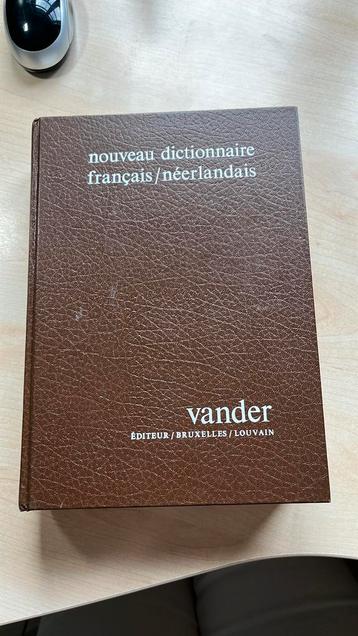 nouveau dictionnaire
français/néerlandais
vander
ÉDITEUR/BRUXELLES/LOUVAIN